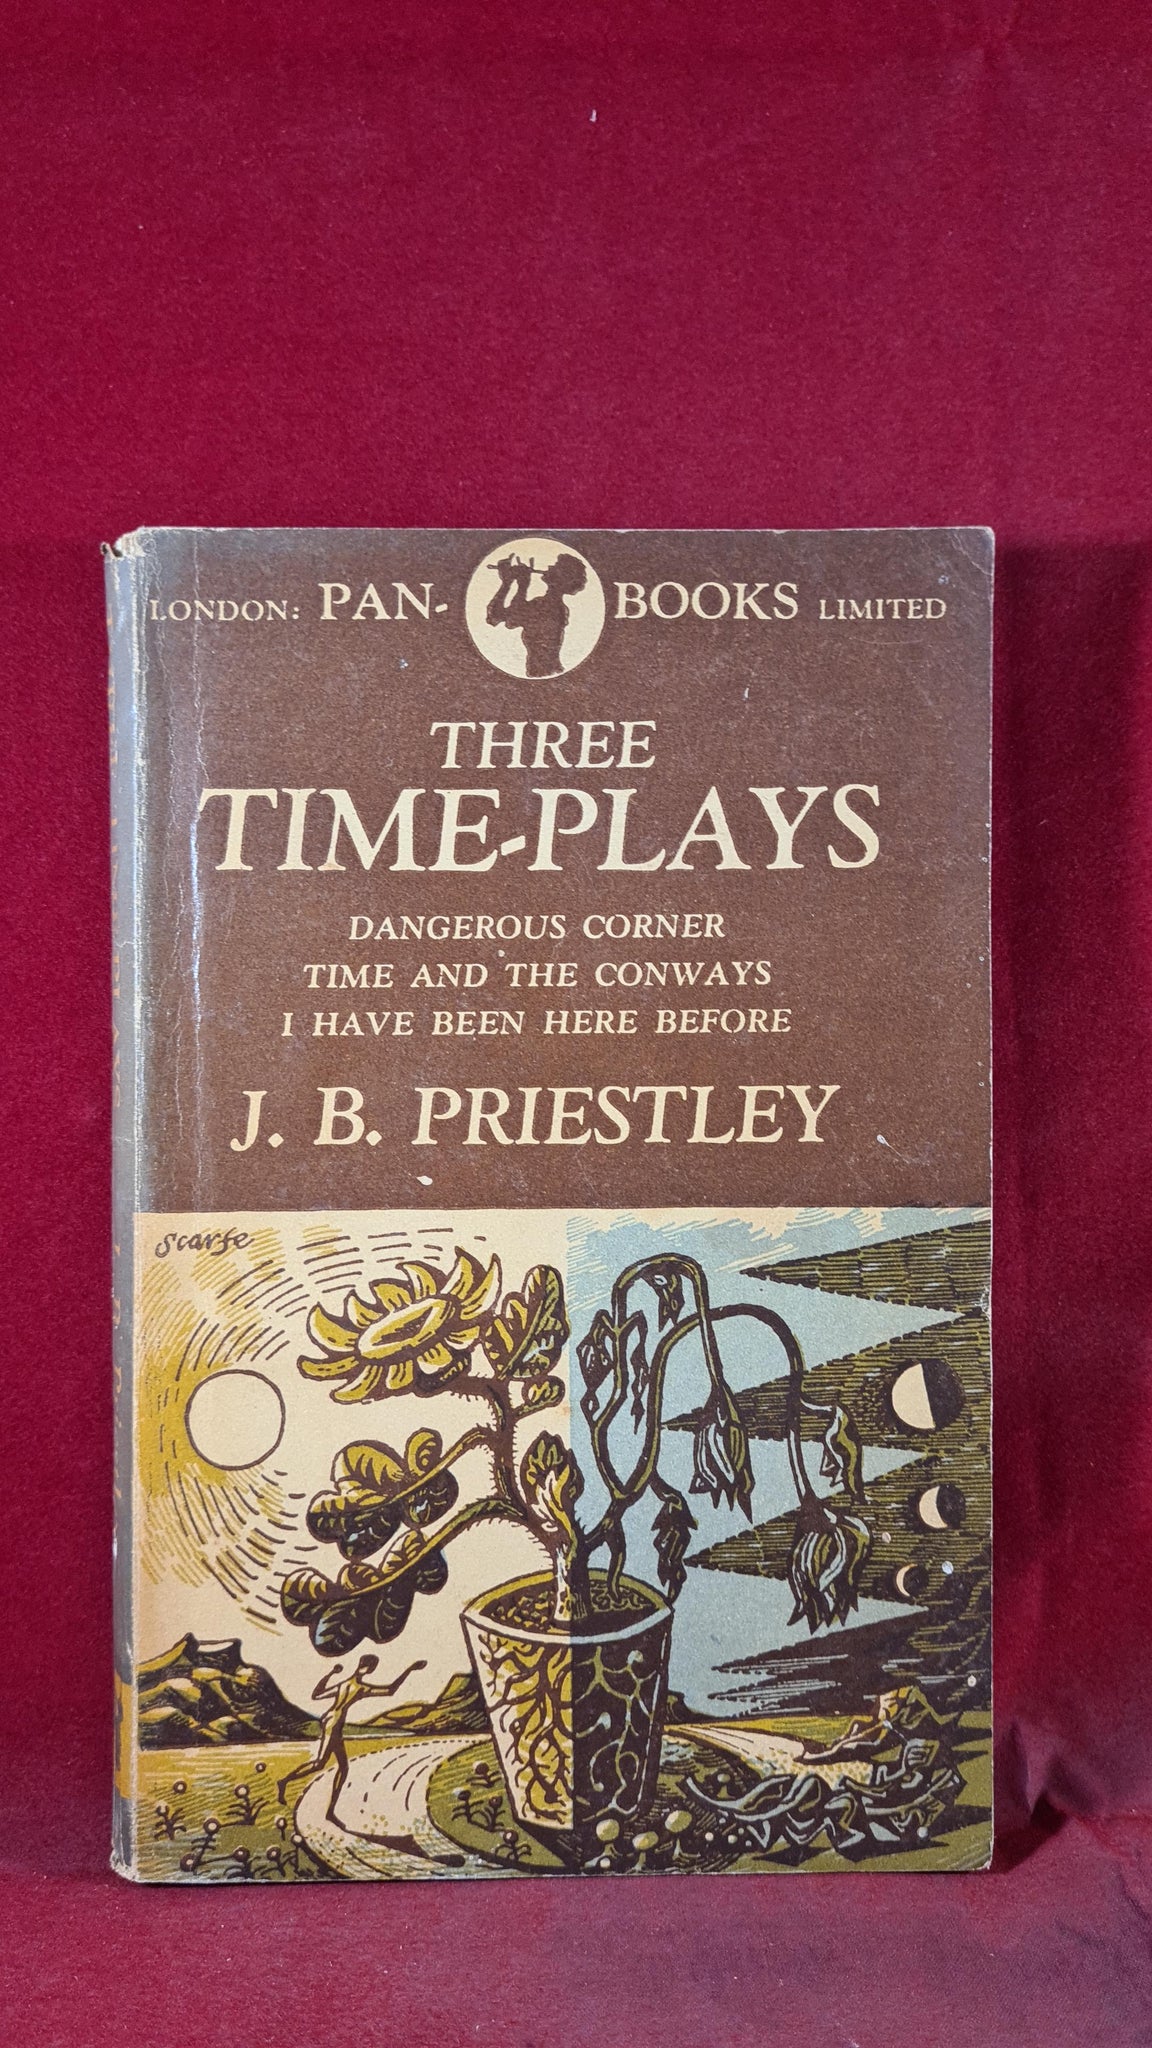 LONDON: PAN-BOOKS LIMITED
THREE
TIME-PLAYS
DANGEROUS CORNER
TIME AND THE CONWAYS
I HAVE BEEN HERE BEFORE
J. B. PRIESTLEY
Scarfe